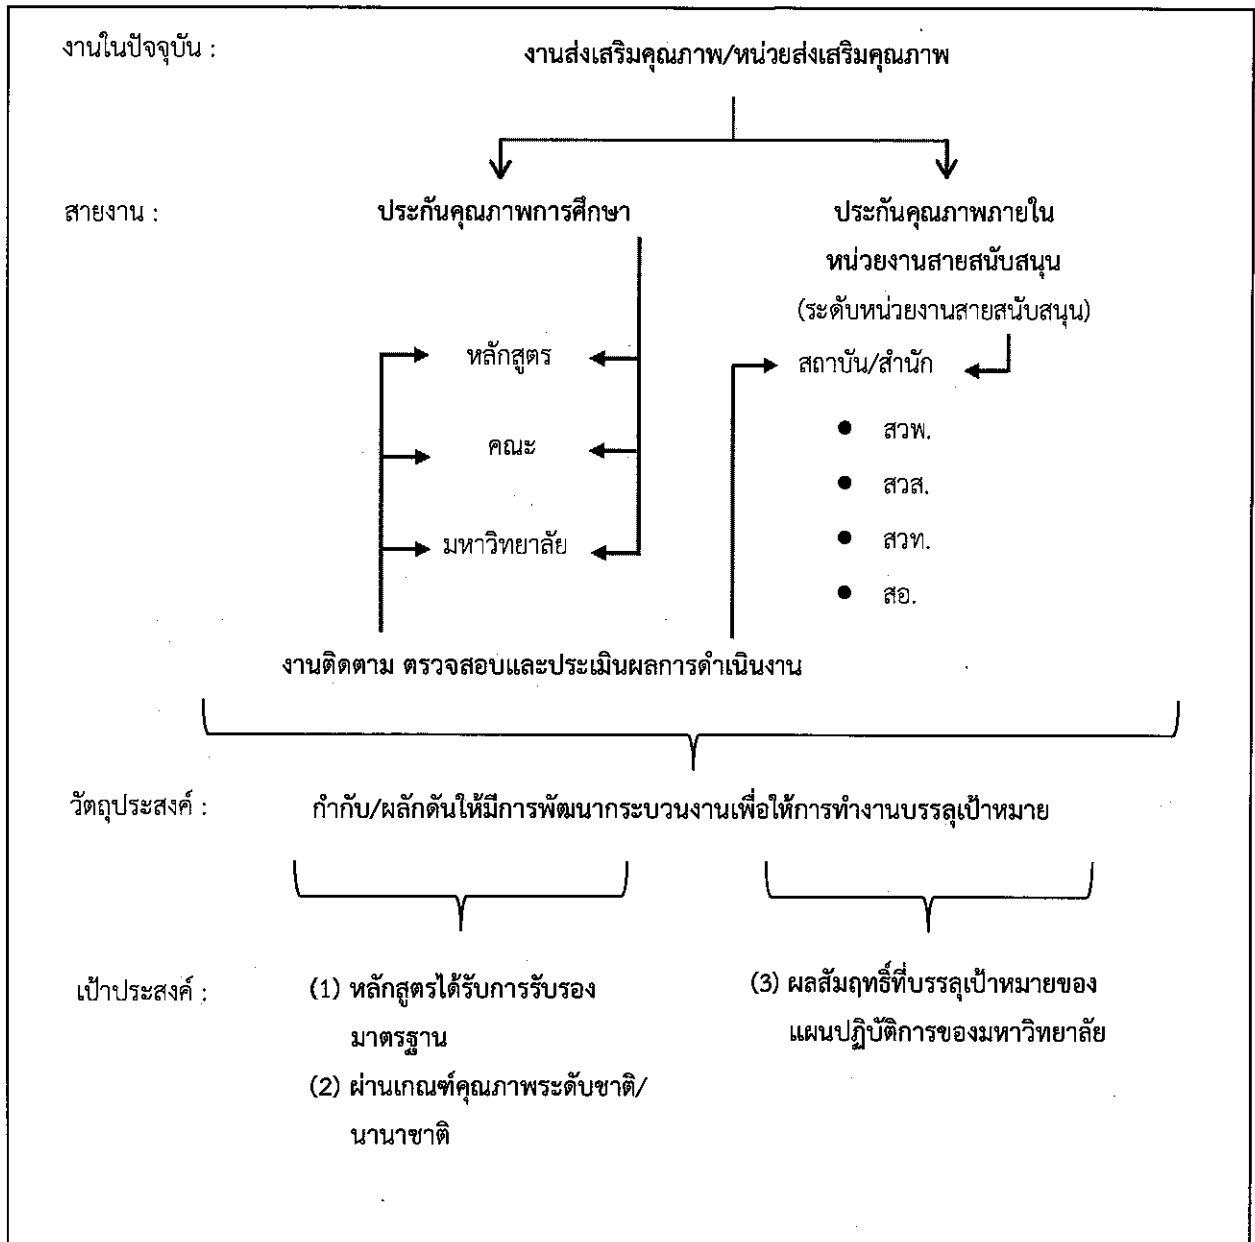 งานในปัจจุบัน :
งานส่งเสริมคุณภาพ/หน่วยส่งเสริมคุณภาพ
สายงาน :
ประกันคุณภาพการศึกษา
ประกันคุณภาพภายใน
หน่วยงานสายสนับสนุน
(ระดับหน่วยงานสายสนับสนุน)
หลักสูตร
สถาบัน/สำนัก
คณะ
มหาวิทยาลัย
● สวพ.
● สวส.
● สวท.
● สอ.
งานติดตาม ตรวจสอบและประเมินผลการดำเนินงาน
วัตถุประสงค์ :
กำกับ/ผลักดันให้มีการพัฒนากระบวนงานเพื่อให้การทำงานบรรลุเป้าหมาย
เป้าประสงค์ :
(1) หลักสูตรได้รับการรับรอง
มาตรฐาน
(2) ผ่านเกณฑ์คุณภาพระดับชาติ/
นานาชาติ
(3) ผลสัมฤทธิ์ที่บรรลุเป้าหมายของ
แผนปฏิบัติการของมหาวิทยาลัย